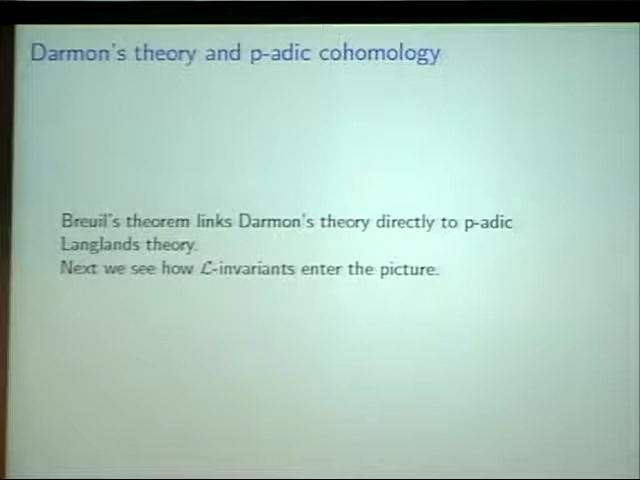 Darmon's theory and p-adic cohomology
Breuil's theorem links Darmon's theory directly to p-adic
Langlands theory.
Next we see how ℒ-invariants enter the picture.